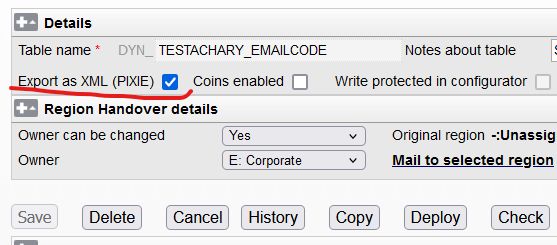 Details
Table name * DYN_ TESTACHARY_EMAILCODE Notes about table
Export as XML (PIXIE) Coins enabled Write protected in configurator
Region Handover details
Owner can be changed Yes Original region -:Unassig
Owner E: Corporate Mail to selected region
Save Delete Cancel History Copy Deploy Check